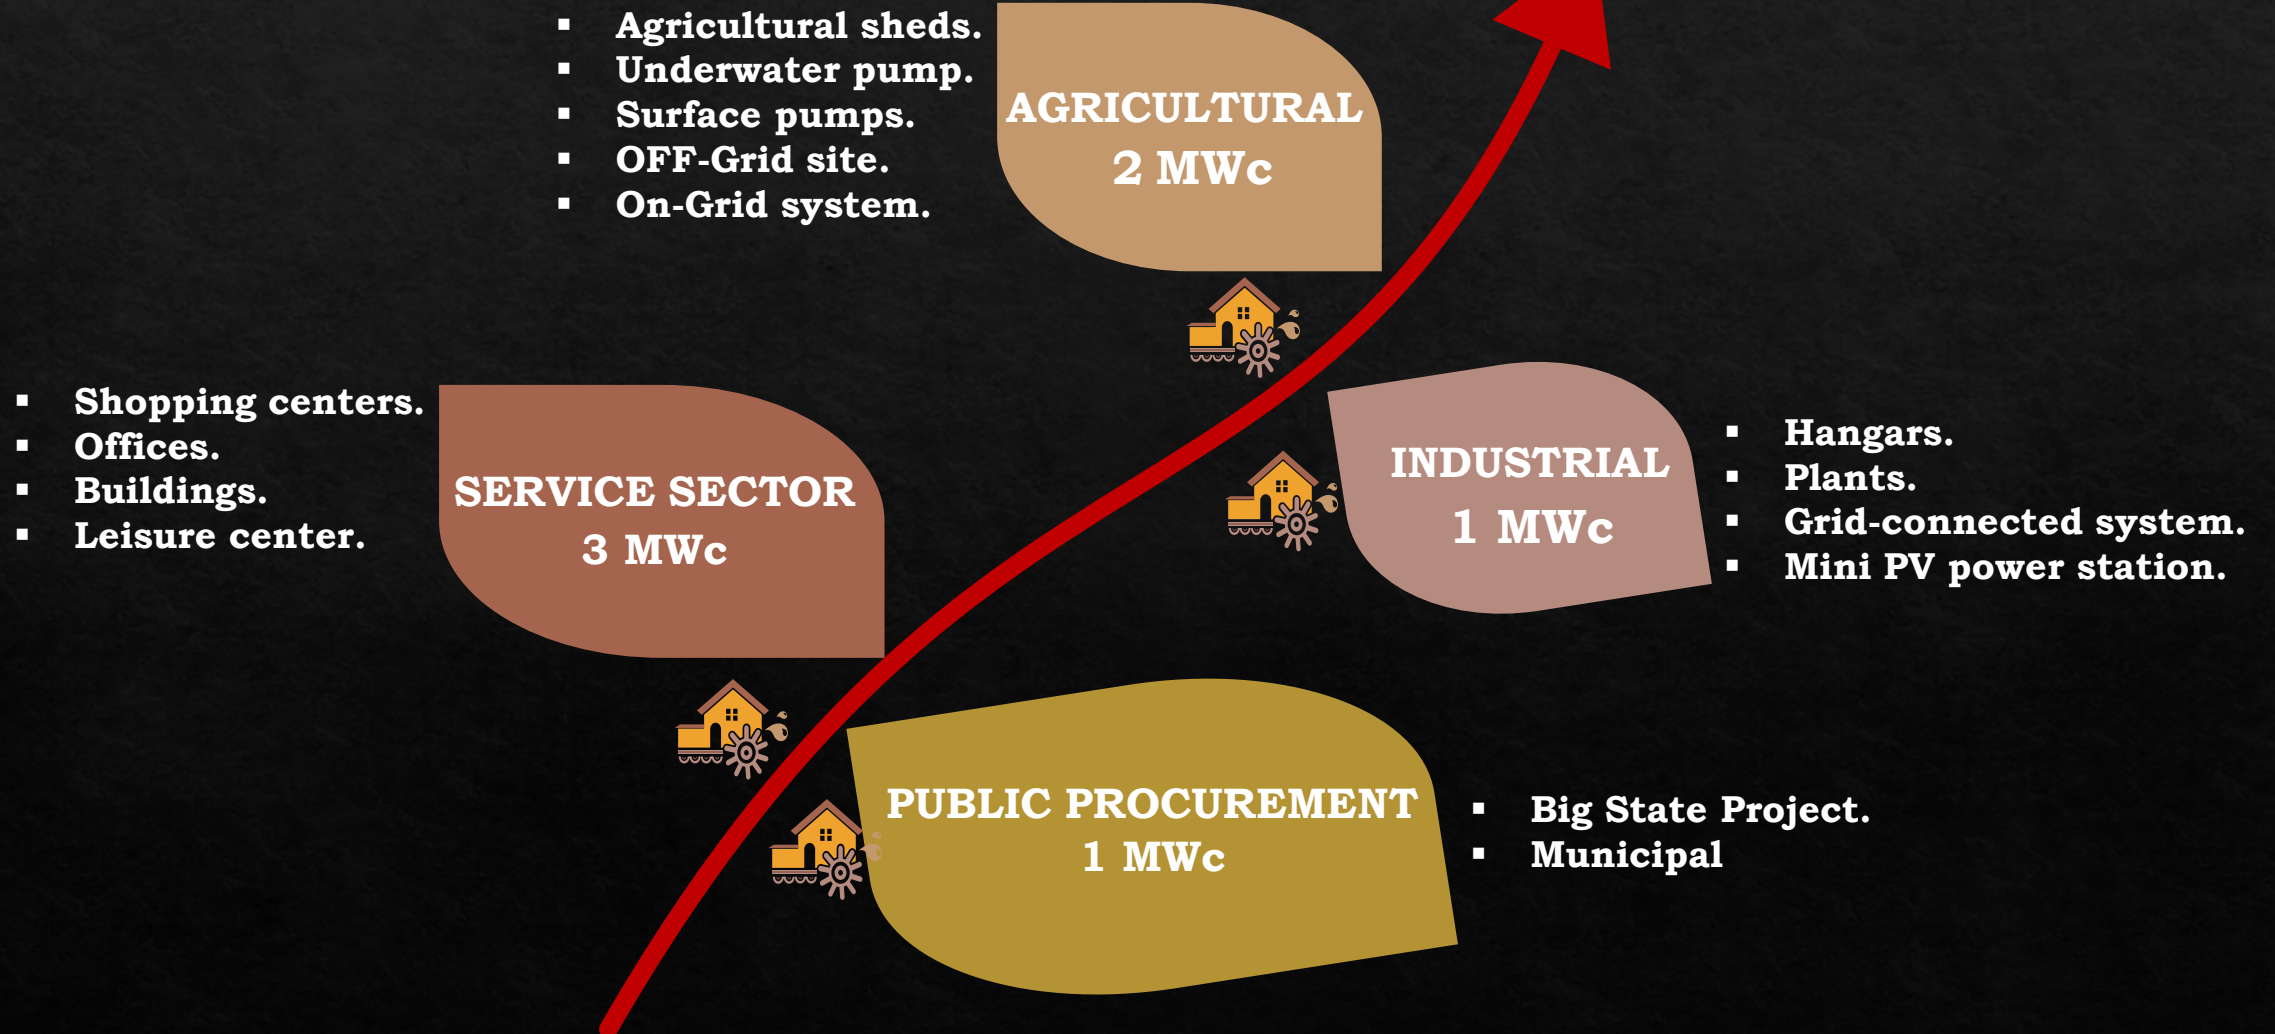 ▪ Agricultural sheds.
▪ Underwater pump.
▪ Surface pumps.
▪ OFF-Grid site.
▪ On-Grid system.
AGRICULTURAL
2 MWc
▪ Shopping centers.
▪ Offices.
▪ Buildings.
▪ Leisure center.
SERVICE SECTOR
3 MWc
INDUSTRIAL
1 MWc
▪ Hangars.
▪ Plants.
▪ Grid-connected system.
▪ Mini PV power station.
PUBLIC PROCUREMENT
1 MWc
▪ Big State Project.
▪ Municipal